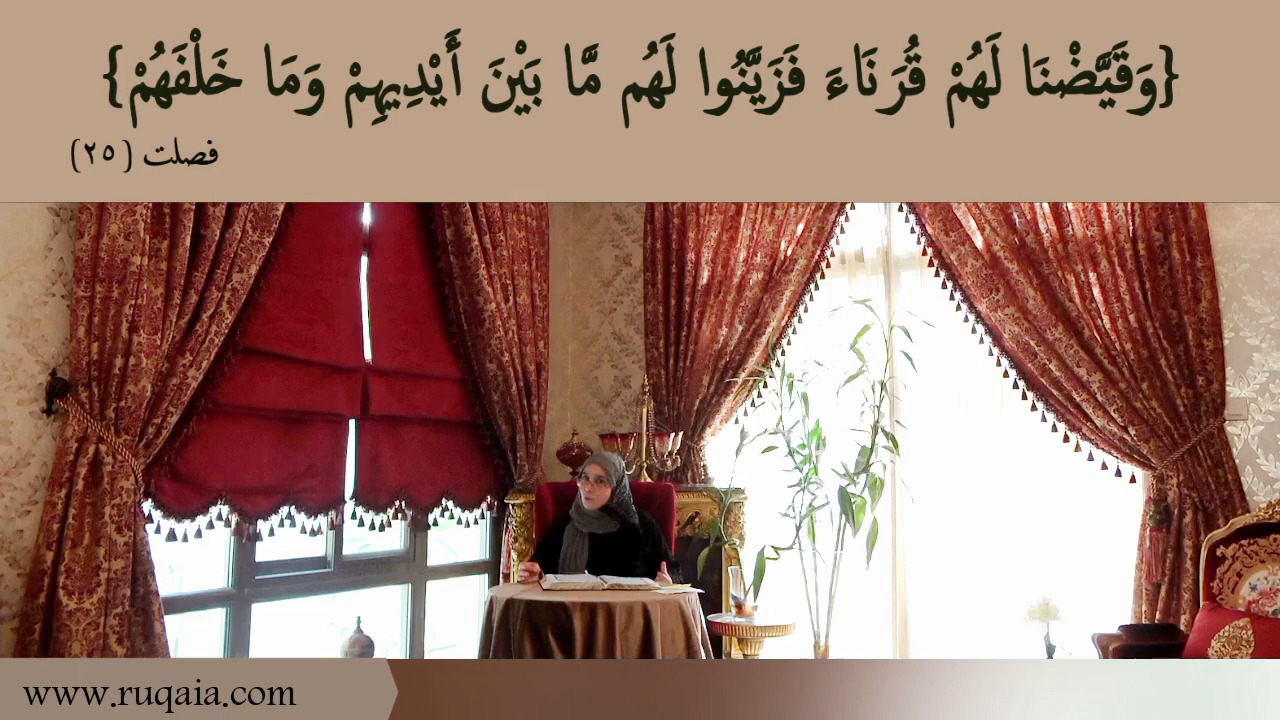 {وَقَيَّضْنَا لَهُمْ قُرَنَاءَ فَزَيَّنُوا لَهُم مَّا بَيْنَ أَيْدِيهِمْ وَمَا خَلْفَهُمْ}
فصلت (٢٥)
www.ruqaia.com